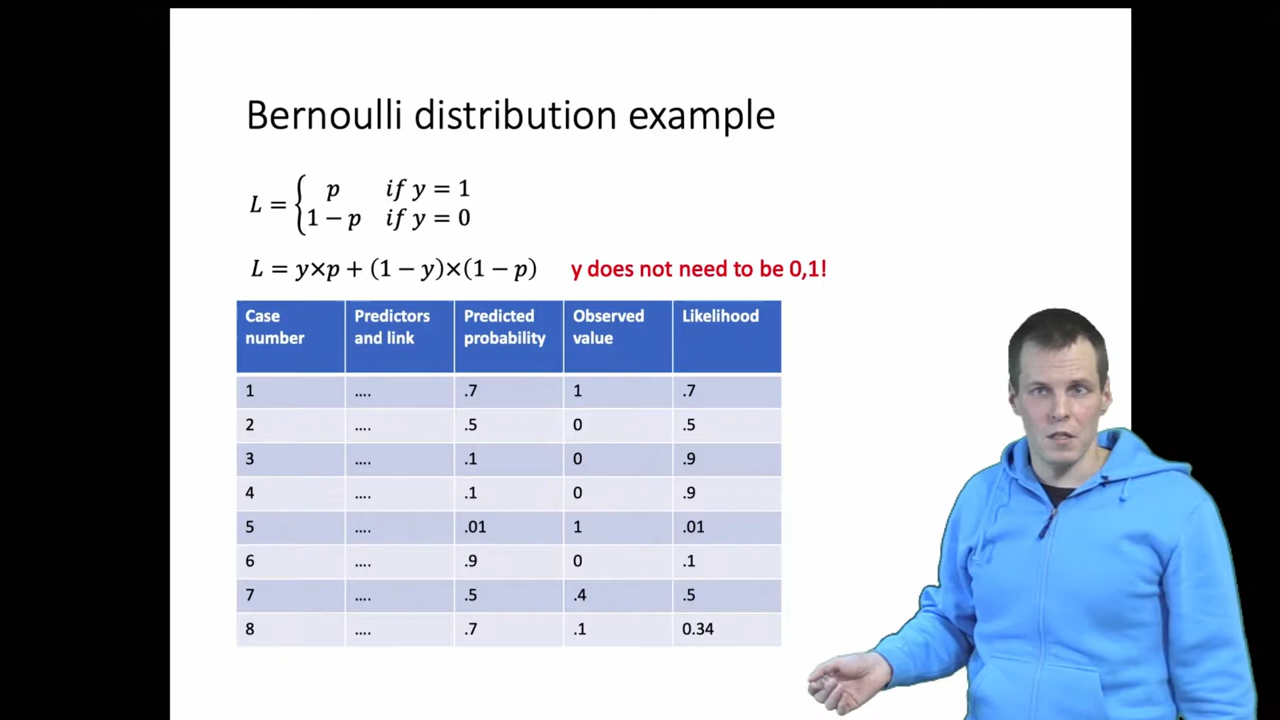 Bernoulli distribution example
L = { p if y = 1
1 − p if y = 0
L = y×p + (1 − y)×(1 − p) y does not need to be 0,1!
Case number Predictors and link Predicted probability Observed value Likelihood
1 .... .7 1 .7
2 .... .5 0 .5
3 .... .1 0 .9
4 .... .1 0 .9
5 .... .01 1 .01
6 .... .9 0 .1
7 .... .5 .4 .5
8 .... .7 .1 0.34